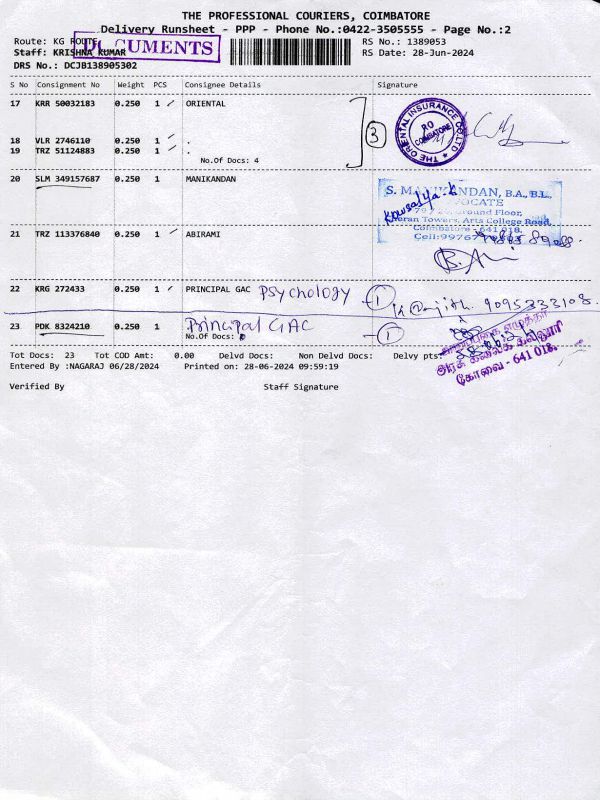 THE PROFESSIONAL COURIERS, COIMBATORE
Delivery Runsheet - PPP - Phone No.:0422-3505555 - Page No.:2
Route: KG ROUTE
DOCUMENTS
RS No.: 1389053
Staff: KRISHNA KUMAR
RS Date: 28-Jun-2024
DRS No.: DCJB138905302
S No Consignment No Weight PCS Consignee Details Signature
17 KRR 50032183 0.250 1 ORIENTAL
3
THE ORIENTAL INSURANCE CO LTD
RO
COIMBATORE
18 VLR 2746110 0.250 1 .
19 TRZ 51124883 0.250 1 .
No.Of Docs: 4
20 SLM 349157687 0.250 1 MANIKANDAN
S. MANIKANDAN, B.A., B.L.,
ADVOCATE
Kowsalya. K
Ground Floor,
Cheran Towers, Arts College Road,
Coimbatore - 641 018.
Cell:99767
21 TRZ 113376840 0.250 1 ABIRAMI
22 KRG 272433 0.250 1 PRINCIPAL GAC Psychology - 1
9095333108
23 PDK 8324210 0.250 1 Principal GAC - 1
No.Of Docs:
Tot Docs: 23 Tot COD Amt: 0.00 Delvd Docs: Non Delvd Docs: Delvy pts:
Entered By :NAGARAJ 06/28/2024 Printed on: 28-06-2024 09:59:19
அரசு கலைக் கல்லூரி
கோவை - 641 018.
Verified By Staff Signature